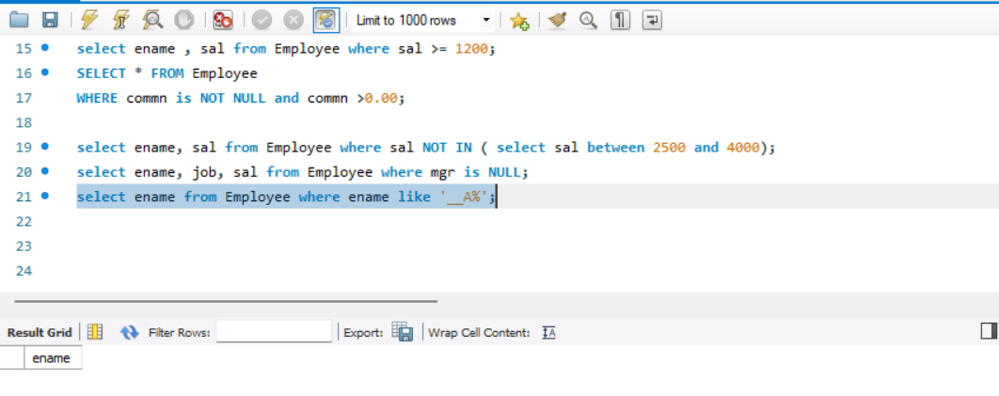 Limit to 1000 rows
15 select ename , sal from Employee where sal >= 1200;
16 SELECT * FROM Employee
17 WHERE commn is NOT NULL and commn >0.00;
18
19 select ename, sal from Employee where sal NOT IN ( select sal between 2500 and 4000);
20 select ename, job, sal from Employee where mgr is NULL;
21 select ename from Employee where ename like '__A%';
22
23
24
Result Grid Filter Rows: Export: Wrap Cell Content:
ename